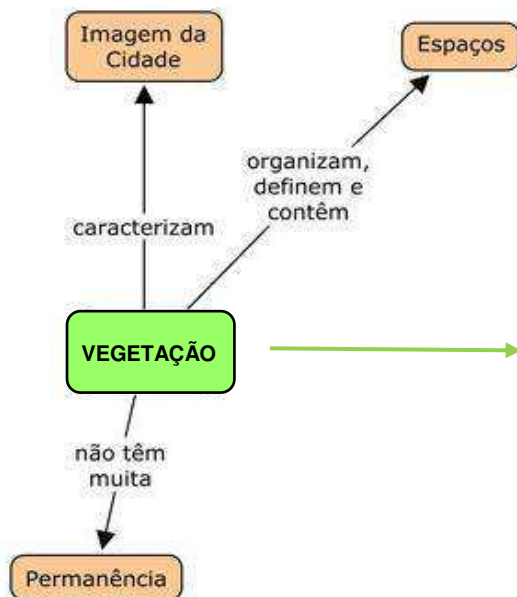 Imagem da
Cidade
Espaços
organizam,
definem e
contêm
caracterizam
VEGETAÇÃO
não têm
muita
Permanência